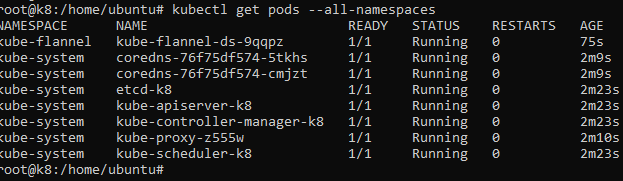 root@k8:/home/ubuntu# kubectl get pods --all-namespaces
NAMESPACE NAME READY STATUS RESTARTS AGE
kube-flannel kube-flannel-ds-9qqpz 1/1 Running 0 75s
kube-system coredns-76f75df574-5tkhs 1/1 Running 0 2m9s
kube-system coredns-76f75df574-cmjzt 1/1 Running 0 2m9s
kube-system etcd-k8 1/1 Running 0 2m23s
kube-system kube-apiserver-k8 1/1 Running 0 2m23s
kube-system kube-controller-manager-k8 1/1 Running 0 2m23s
kube-system kube-proxy-z555w 1/1 Running 0 2m10s
kube-system kube-scheduler-k8 1/1 Running 0 2m23s
root@k8:/home/ubuntu#